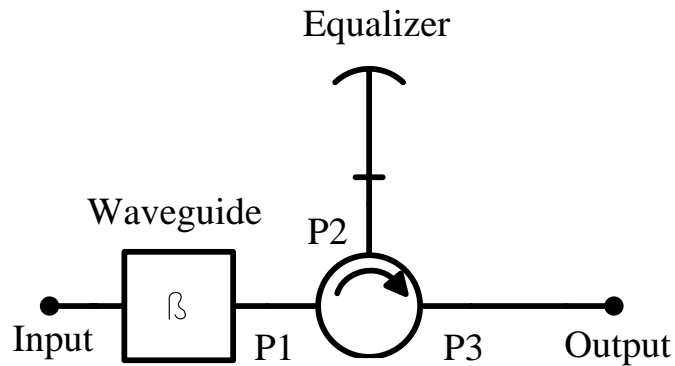 Equalizer
Waveguide
P2
ß
Input
P1
P3
Output